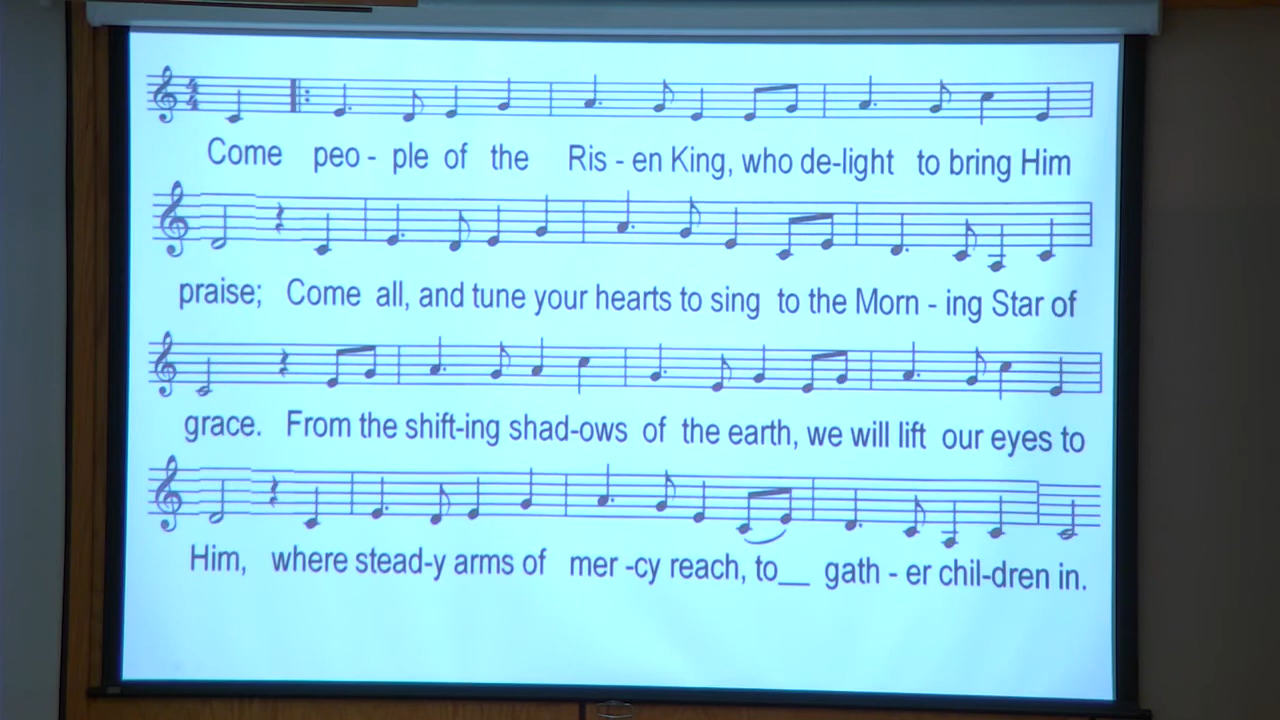 Come peo - ple of the Ris - en King, who de-light to bring Him
praise; Come all, and tune your hearts to sing to the Morn - ing Star of
grace. From the shift-ing shad-ows of the earth, we will lift our eyes to
Him, where stead-y arms of mer -cy reach, to__ gath - er chil-dren in.